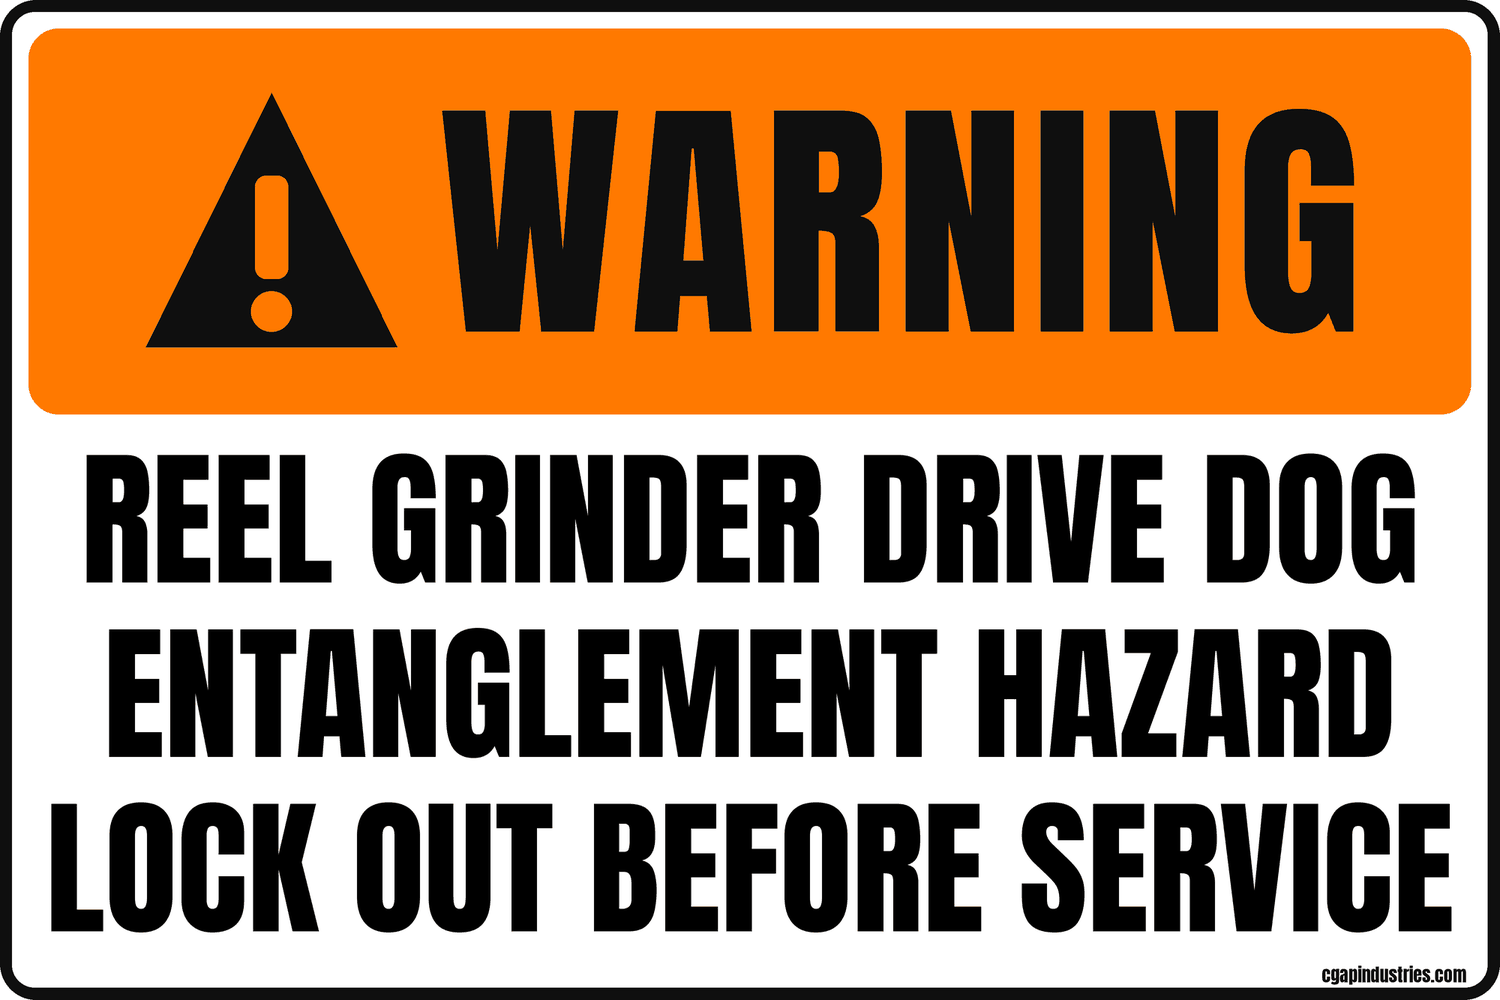 WARNING
REEL GRINDER DRIVE DOG
ENTANGLEMENT HAZARD
LOCK OUT BEFORE SERVICE
cgapindustries.com